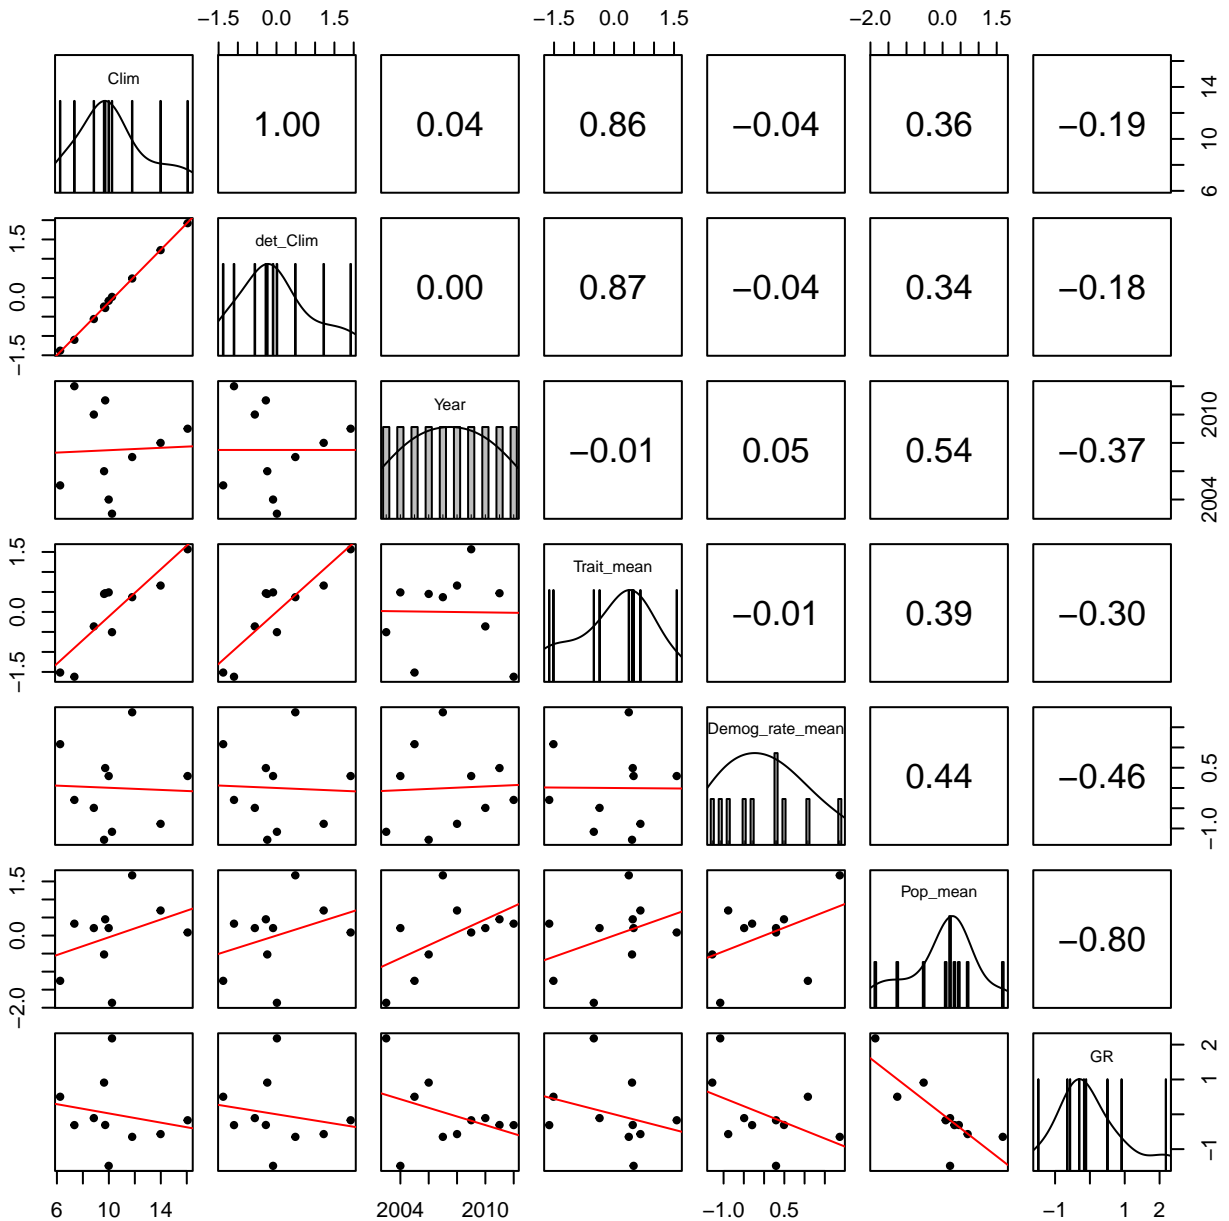 −1.5 0.0 1.5 −1.5 0.0 1.5 −2.0 0.0 1.5
Clim 1.00 0.04 0.86 −0.04 0.36 −0.19 6 10 14
−1.5 0.0 1.5 det_Clim 0.00 0.87 −0.04 0.34 −0.18
Year −0.01 0.05 0.54 −0.37 2004 2010
−1.5 0.0 1.5 Trait_mean −0.01 0.39 −0.30
Demog_rate_mean 0.44 −0.46 −1.0 0.5
−2.0 0.0 1.5 Pop_mean −0.80
GR −1 1 2
6 10 14 2004 2010 −1.0 0.5 −1 1 2